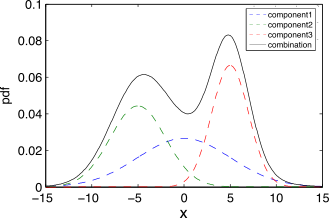 0.1
component1
component2
component3
combination
0.08
0.06
0.04
0.02
0
pdf
−15 −10 −5 0 5 10 15
x